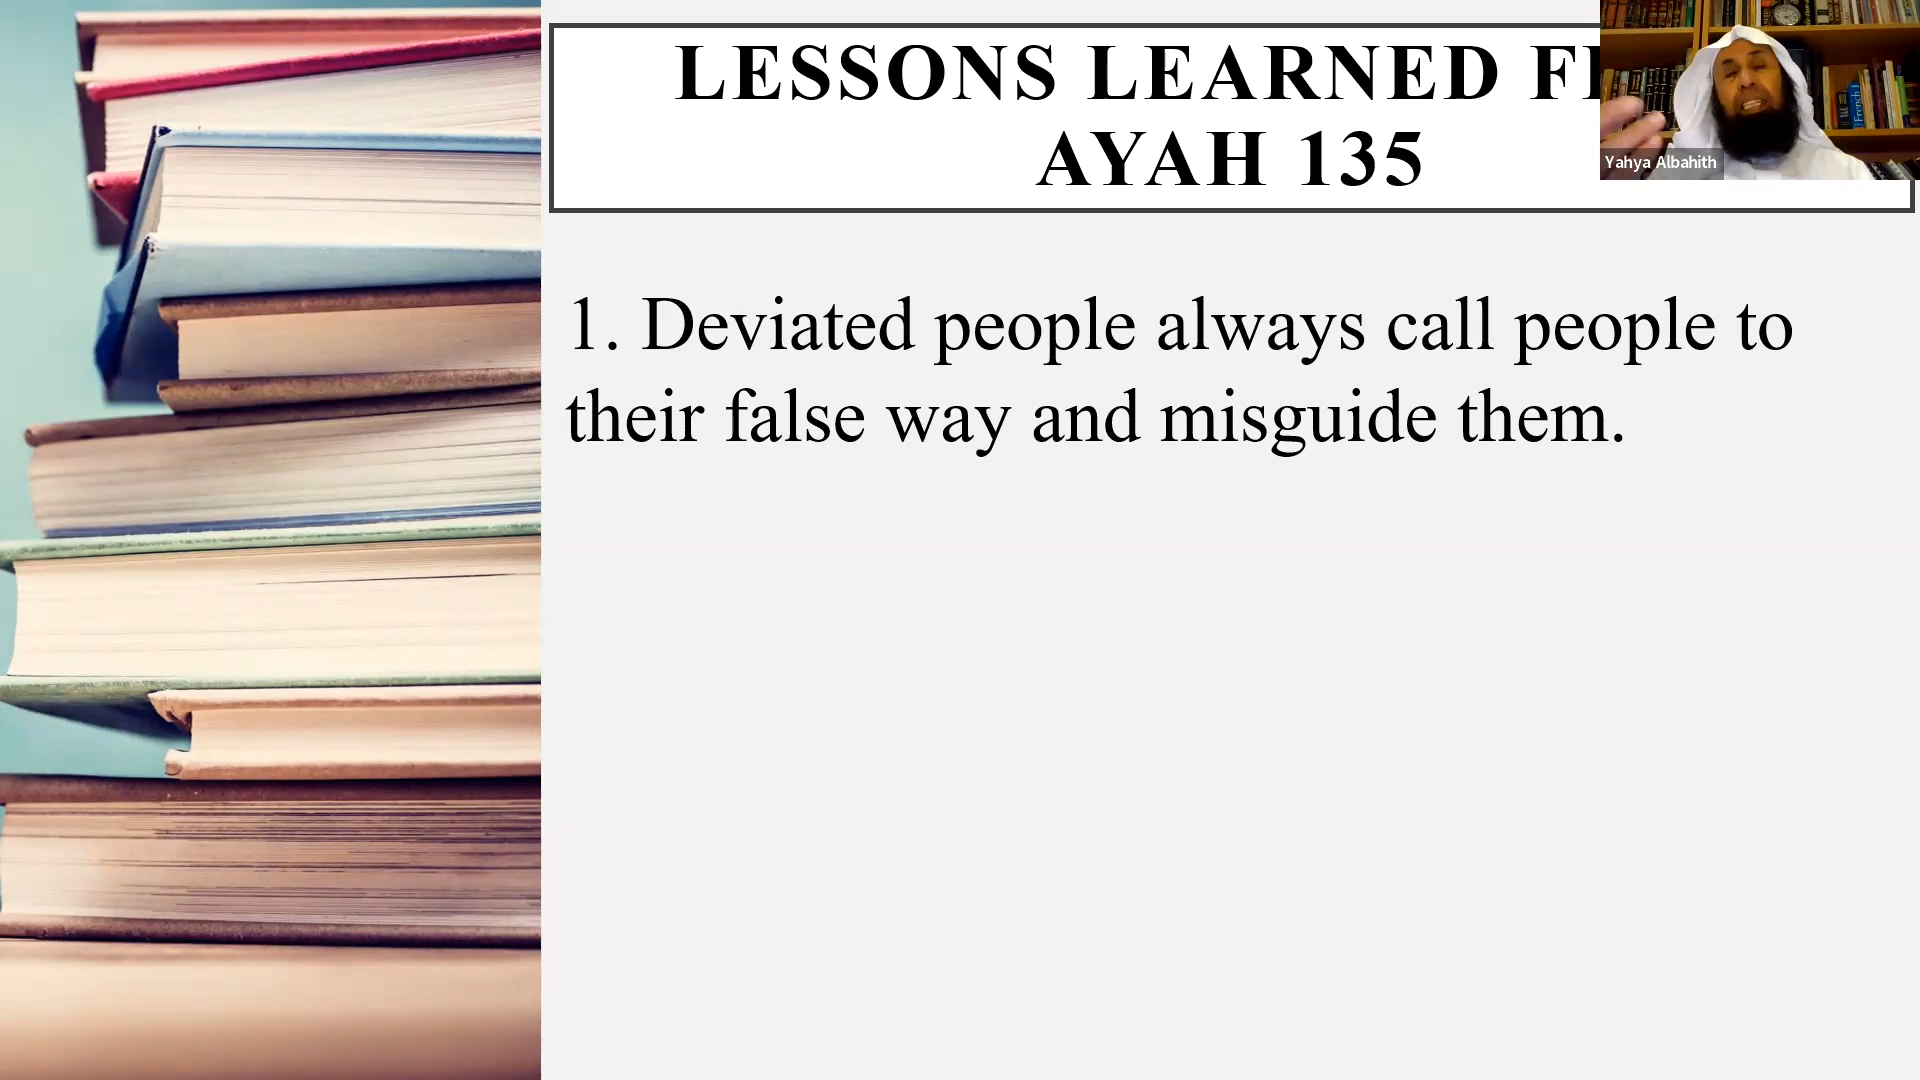 LESSONS LEARNED
AYAH 135
Yahya Albahith
1. Deviated people always call people to
their false way and misguide them.
French